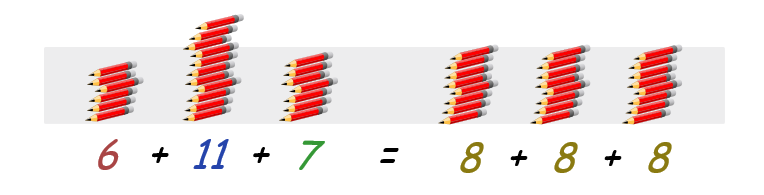 6 + 11 + 7 = 8 + 8 + 8